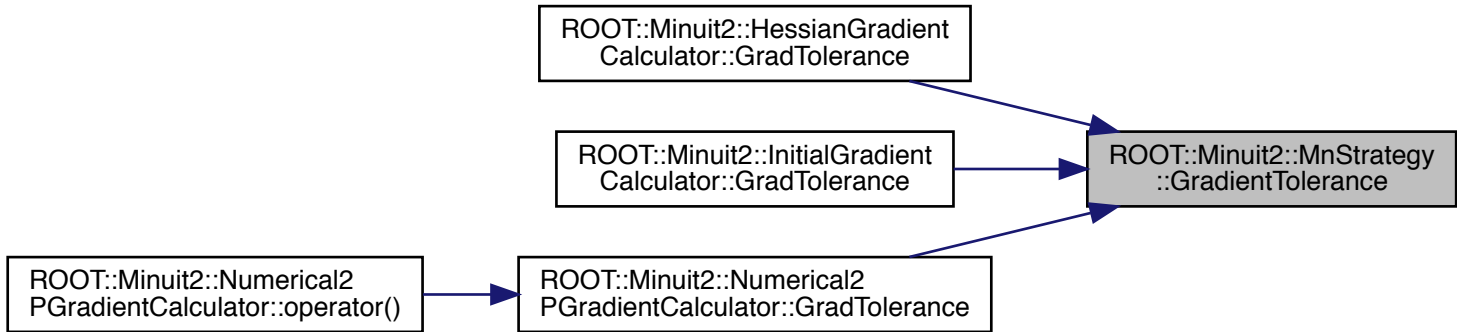 ROOT::Minuit2::HessianGradient
Calculator::GradTolerance
ROOT::Minuit2::InitialGradient
Calculator::GradTolerance
ROOT::Minuit2::MnStrategy
::GradientTolerance
ROOT::Minuit2::Numerical2
PGradientCalculator::operator()
ROOT::Minuit2::Numerical2
PGradientCalculator::GradTolerance